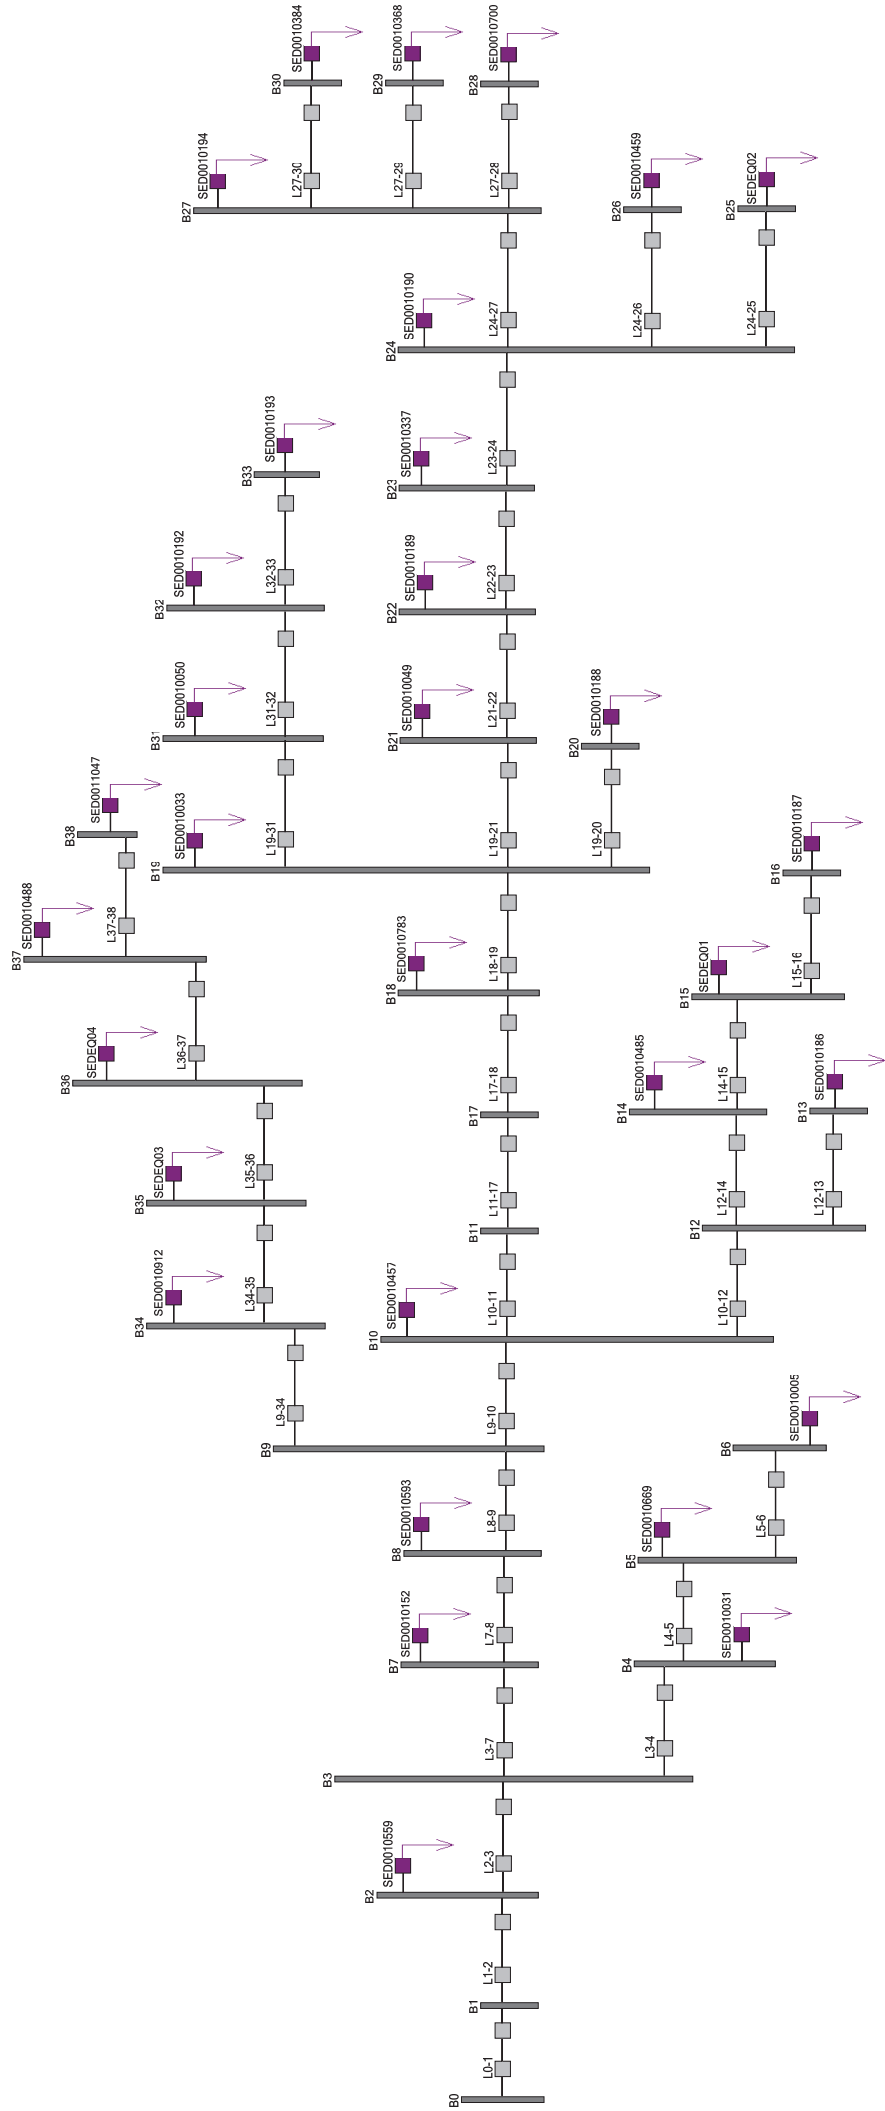 SED0010384
B30
L27-30
SED0010368
B29
L27-29
SED0010700
B28
L27-28
SED0010194
B27
SED0010459
B26
L24-26
SEDEQ02
B25
L24-25
SED0010190
B24
L24-27
SED0010193
B33
L32-33
SED0010337
B23
L23-24
SED0010192
B32
L31-32
SED0010189
B22
L22-23
SED0010050
B31
L19-31
SED0010049
B21
L21-22
SED0010188
B20
L19-20
SED0011047
B38
L37-38
SED0010033
B19
L19-21
SED0010187
B16
L15-16
SED0010488
B37
L36-37
SED0010783
B18
L18-19
SEDEQ01
B15
L14-15
SEDEQ04
B36
L35-36
L17-18
B17
SED0010485
B14
L12-14
SED0010186
B13
L12-13
SEDEQ03
B35
L34-35
L11-17
B11
B12
L10-12
SED0010912
B34
L9-34
SED0010457
B10
L10-11
L9-10
B9
SED0010005
B6
L5-6
SED0010593
B8
L8-9
SED0010669
B5
L4-5
SED0010152
B7
L7-8
SED0010031
B4
L3-4
L3-7
B3
SED0010559
B2
L2-3
L1-2
B1
L0-1
B0